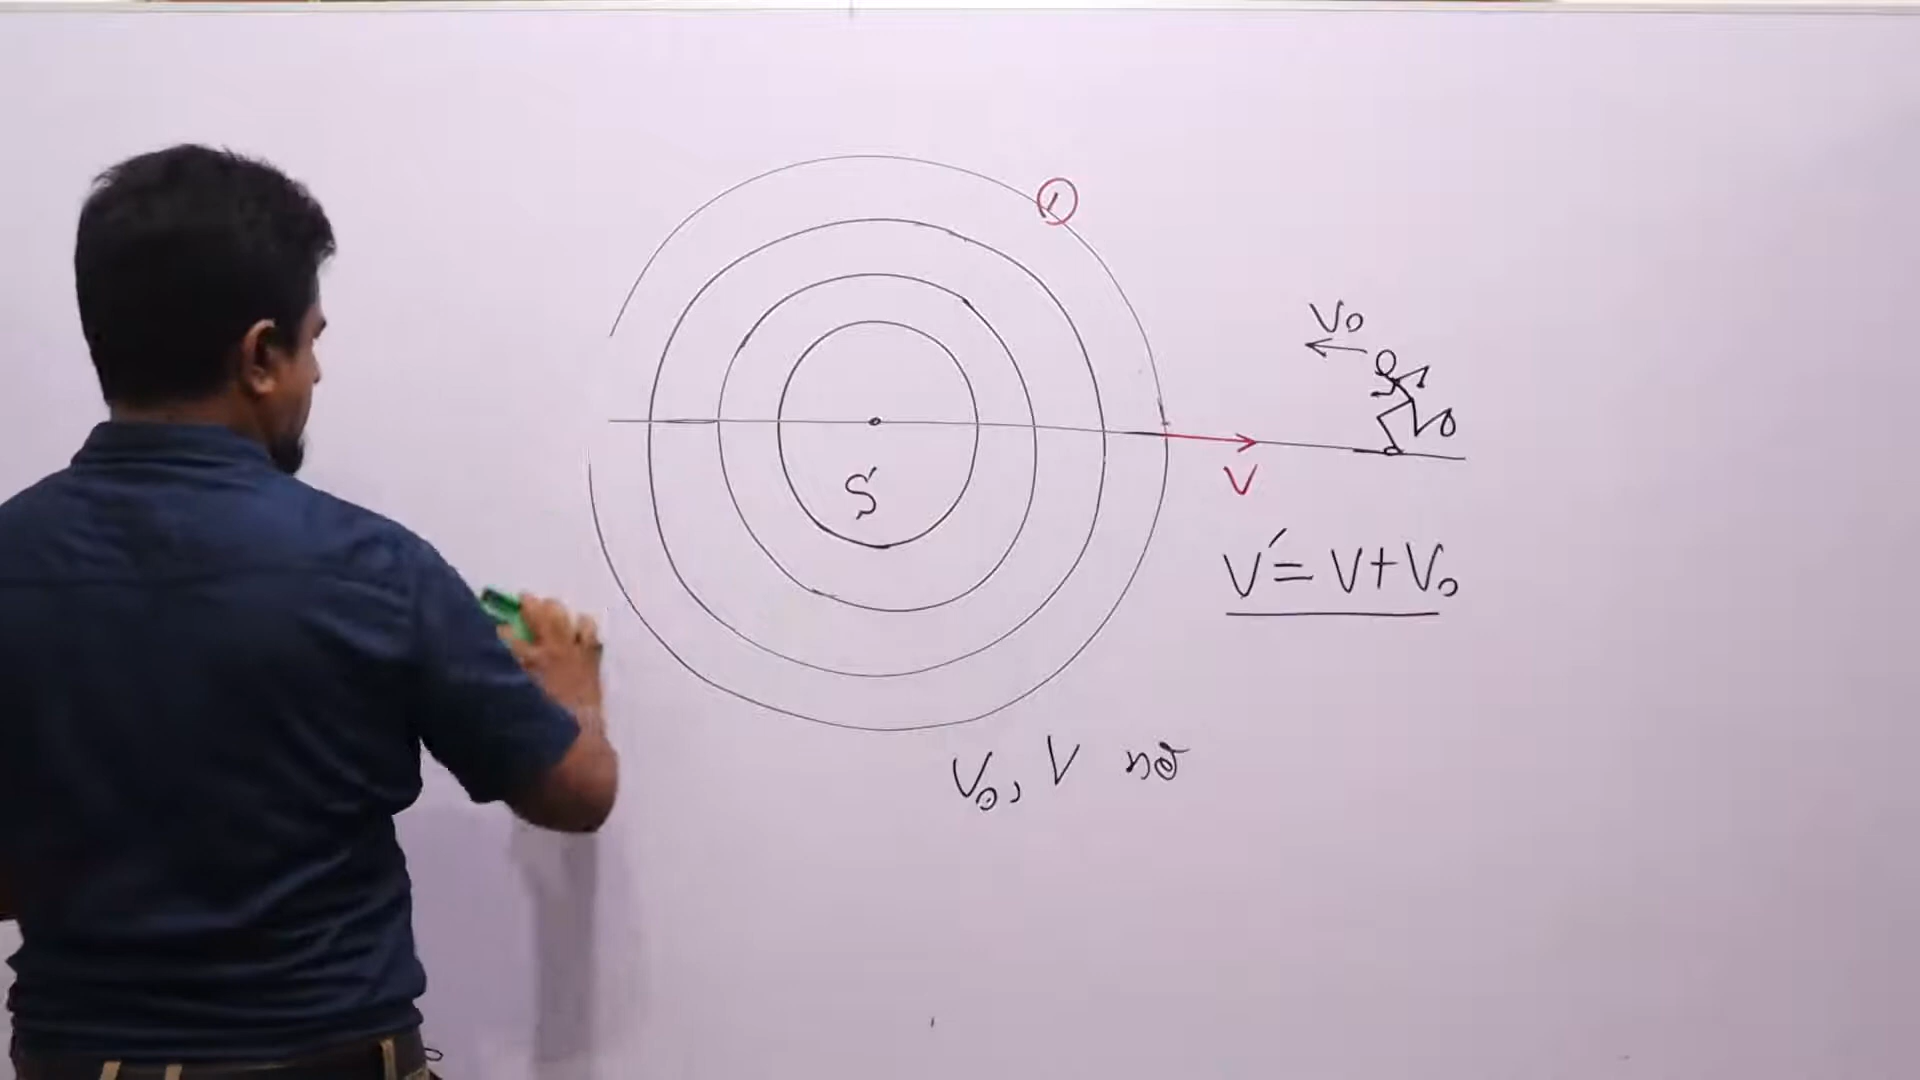 1
V₀
S
V
V′ = V + V₀
V₀, V